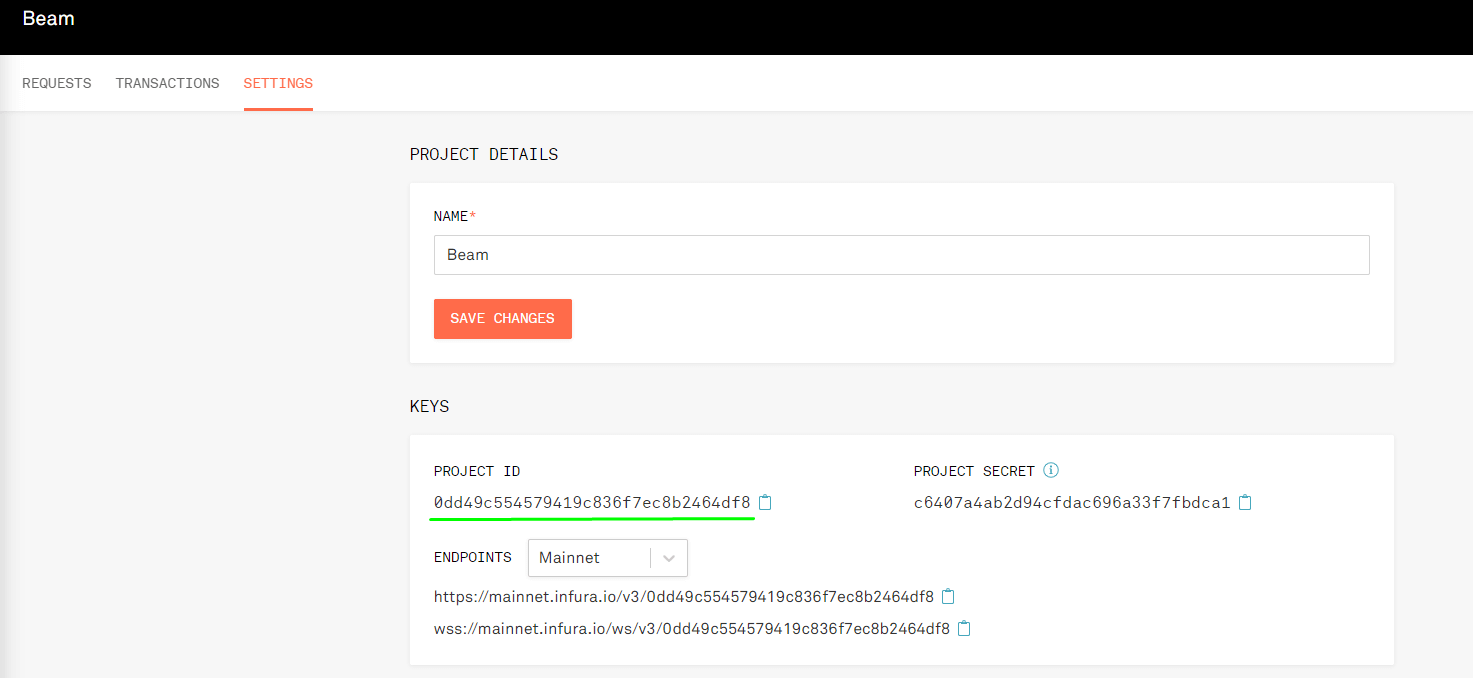 Beam
REQUESTS TRANSACTIONS SETTINGS
PROJECT DETAILS
NAME*
Beam
SAVE CHANGES
KEYS
PROJECT ID PROJECT SECRET
0dd49c554579419c836f7ec8b2464df8 c6407a4ab2d94cfdac696a33f7fbdca1
ENDPOINTS Mainnet
https://mainnet.infura.io/v3/0dd49c554579419c836f7ec8b2464df8
wss://mainnet.infura.io/ws/v3/0dd49c554579419c836f7ec8b2464df8